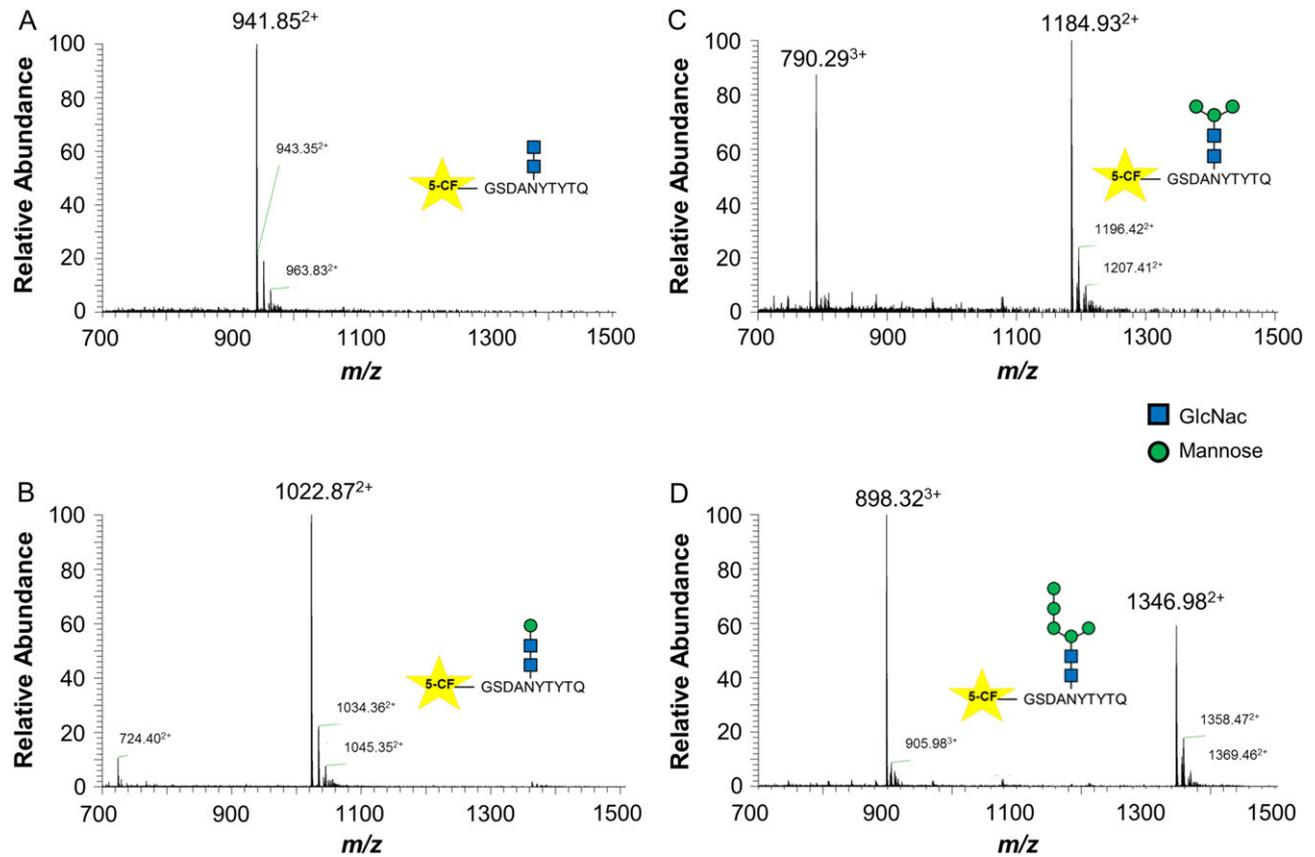 A
941.85²⁺
100
80
60
40
20
0
Relative Abundance
943.35²⁺
963.83²⁺
5-CF
GSDANYTYTQ
700 900 1100 1300 1500
m/z
C
1184.93²⁺
790.29³⁺
100
80
60
40
20
0
Relative Abundance
1196.42²⁺
1207.41²⁺
5-CF
GSDANYTYTQ
700 900 1100 1300 1500
m/z
GlcNac
Mannose
B
1022.87²⁺
100
80
60
40
20
0
Relative Abundance
724.40²⁺
1034.36²⁺
1045.35²⁺
5-CF
GSDANYTYTQ
700 900 1100 1300 1500
m/z
D
898.32³⁺
1346.98²⁺
100
80
60
40
20
0
Relative Abundance
905.98³⁺
1358.47²⁺
1369.46²⁺
5-CF
GSDANYTYTQ
700 900 1100 1300 1500
m/z